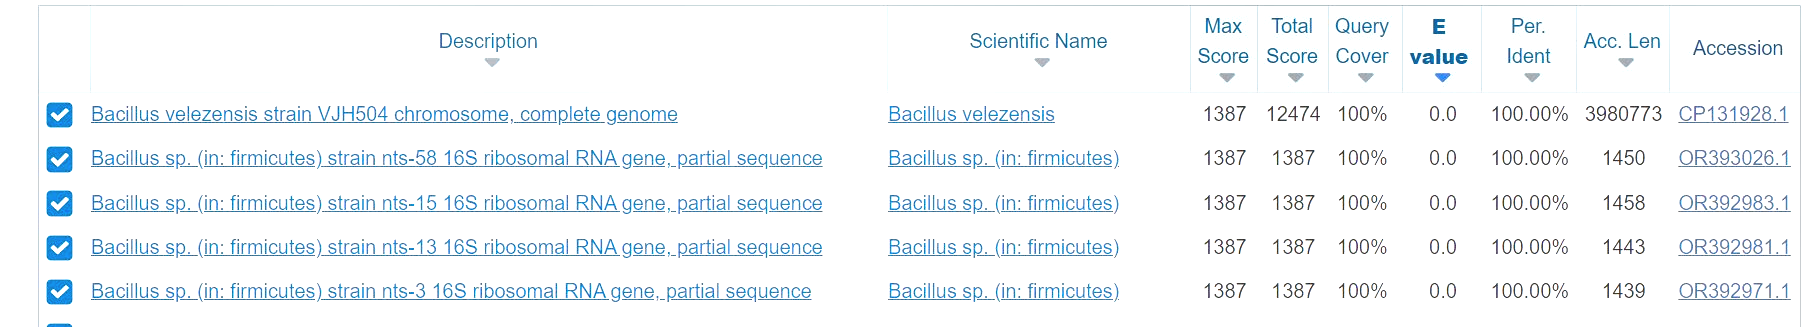 Description Scientific Name Max Score Total Score Query Cover E value Per. Ident Acc. Len Accession
Bacillus velezensis strain VJH504 chromosome, complete genome Bacillus velezensis 1387 12474 100% 0.0 100.00% 3980773 CP131928.1
Bacillus sp. (in: firmicutes) strain nts-58 16S ribosomal RNA gene, partial sequence Bacillus sp. (in: firmicutes) 1387 1387 100% 0.0 100.00% 1450 OR393026.1
Bacillus sp. (in: firmicutes) strain nts-15 16S ribosomal RNA gene, partial sequence Bacillus sp. (in: firmicutes) 1387 1387 100% 0.0 100.00% 1458 OR392983.1
Bacillus sp. (in: firmicutes) strain nts-13 16S ribosomal RNA gene, partial sequence Bacillus sp. (in: firmicutes) 1387 1387 100% 0.0 100.00% 1443 OR392981.1
Bacillus sp. (in: firmicutes) strain nts-3 16S ribosomal RNA gene, partial sequence Bacillus sp. (in: firmicutes) 1387 1387 100% 0.0 100.00% 1439 OR392971.1